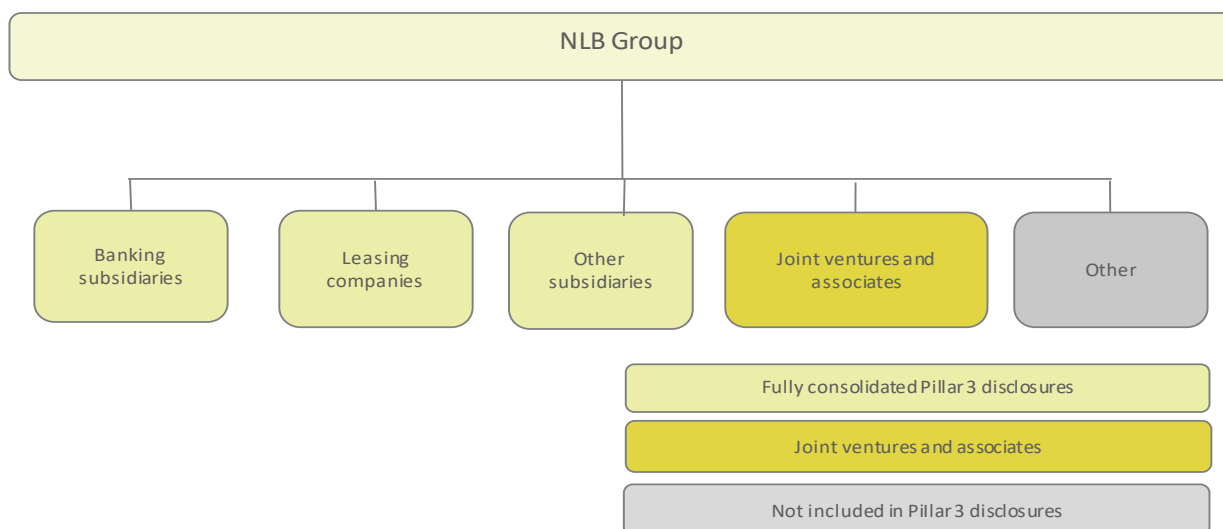 NLB Group
Banking
subsidiaries
Leasing
companies
Other
subsidiaries
Joint ventures and
associates
Other
Fully consolidated Pillar 3 disclosures
Joint ventures and associates
Not included in Pillar 3 disclosures